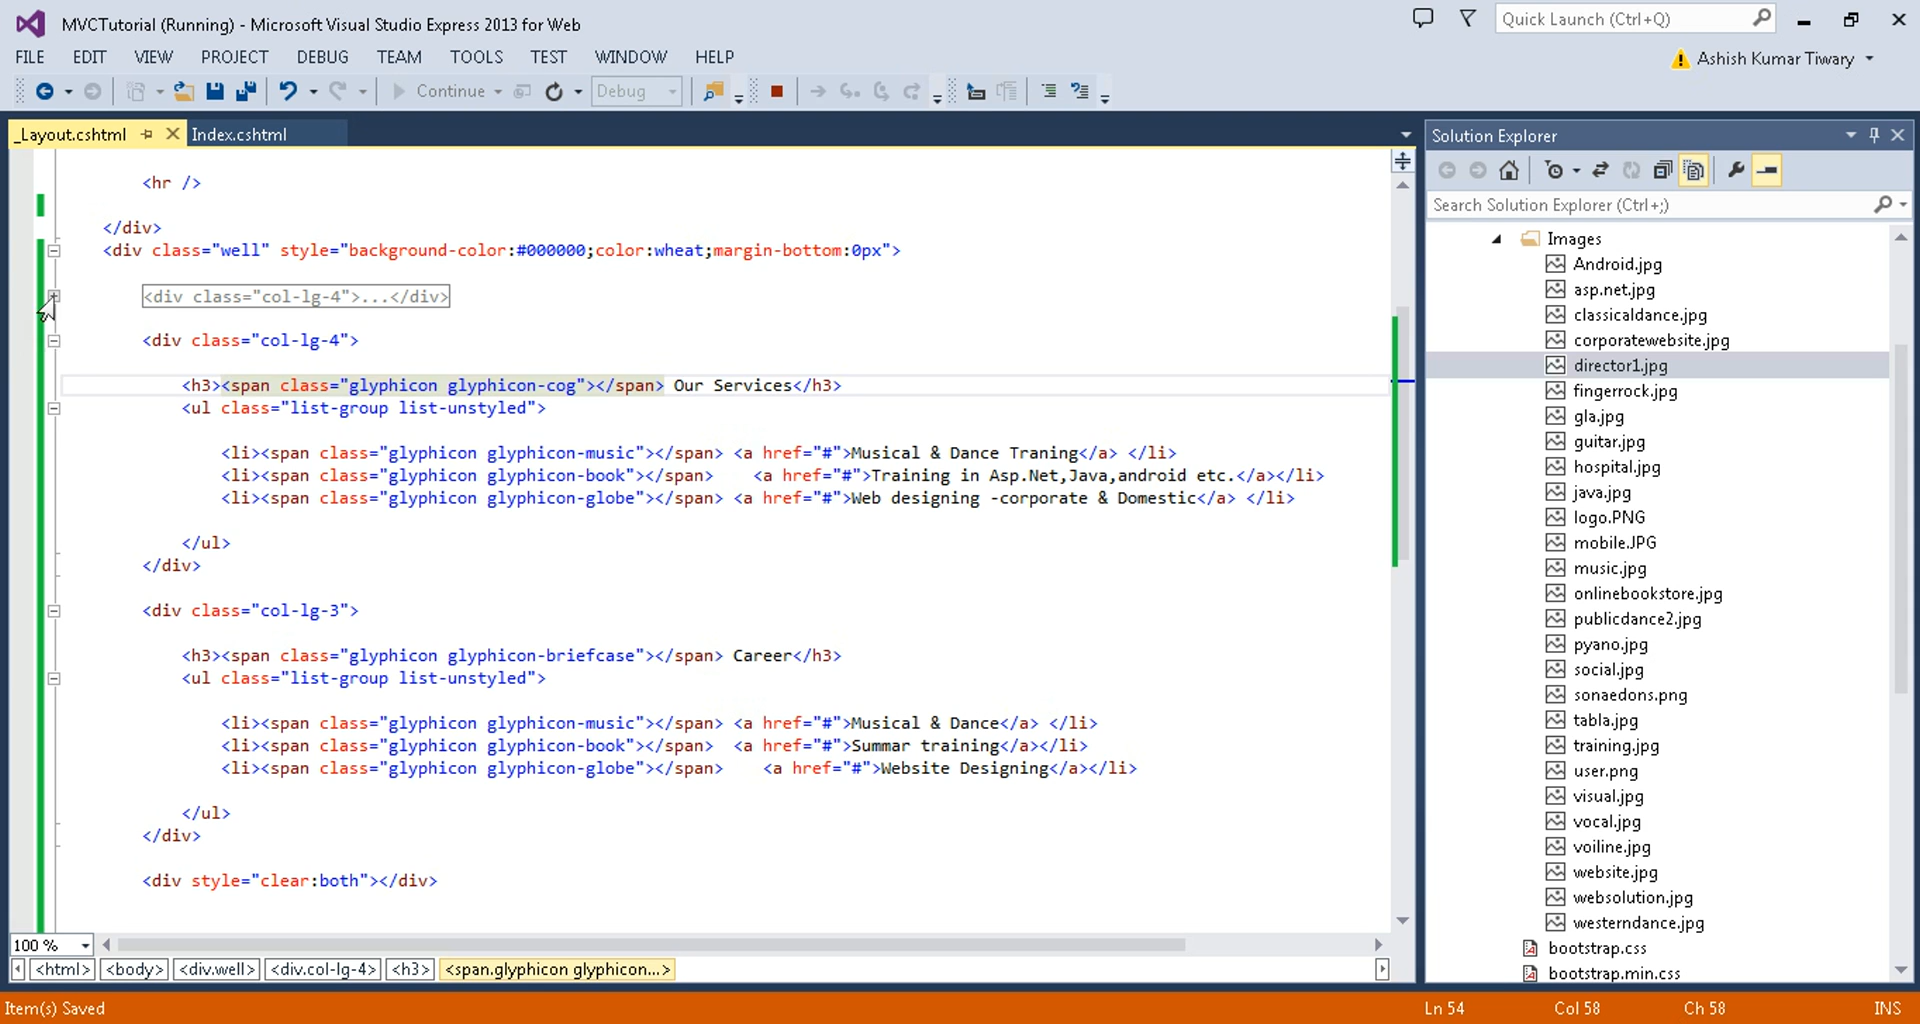 MVCTutorial (Running) - Microsoft Visual Studio Express 2013 for Web
Quick Launch (Ctrl+Q)
FILE EDIT VIEW PROJECT DEBUG TEAM TOOLS TEST WINDOW HELP
Ashish Kumar Tiwary
Continue Debug
_Layout.cshtml Index.cshtml
<hr />
</div>
<div class="well" style="background-color:#000000;color:wheat;margin-bottom:0px">
<div class="col-lg-4">...</div>
<div class="col-lg-4">
<h3><span class="glyphicon glyphicon-cog"></span> Our Services</h3>
<ul class="list-group list-unstyled">
<li><span class="glyphicon glyphicon-music"></span> <a href="#">Musical & Dance Traning</a> </li>
<li><span class="glyphicon glyphicon-book"></span> <a href="#">Training in Asp.Net,Java,android etc.</a></li>
<li><span class="glyphicon glyphicon-globe"></span> <a href="#">Web designing -corporate & Domestic</a> </li>
</ul>
</div>
<div class="col-lg-3">
<h3><span class="glyphicon glyphicon-briefcase"></span> Career</h3>
<ul class="list-group list-unstyled">
<li><span class="glyphicon glyphicon-music"></span> <a href="#">Musical & Dance</a> </li>
<li><span class="glyphicon glyphicon-book"></span> <a href="#">Summar training</a></li>
<li><span class="glyphicon glyphicon-globe"></span> <a href="#">Website Designing</a></li>
</ul>
</div>
<div style="clear:both"></div>
100 %
<html> <body> <div.well> <div.col-lg-4> <h3> <span.glyphicon glyphicon...>
Solution Explorer
Search Solution Explorer (Ctrl+;)
Images
Android.jpg
asp.net.jpg
classicaldance.jpg
corporatewebsite.jpg
director1.jpg
fingerrock.jpg
gla.jpg
guitar.jpg
hospital.jpg
java.jpg
logo.PNG
mobile.JPG
music.jpg
onlinebookstore.jpg
publicdance2.jpg
pyano.jpg
social.jpg
sonaedons.png
tabla.jpg
training.jpg
user.png
visual.jpg
vocal.jpg
voiline.jpg
website.jpg
websolution.jpg
westerndance.jpg
bootstrap.css
bootstrap.min.css
Item(s) Saved Ln 54 Col 58 Ch 58 INS